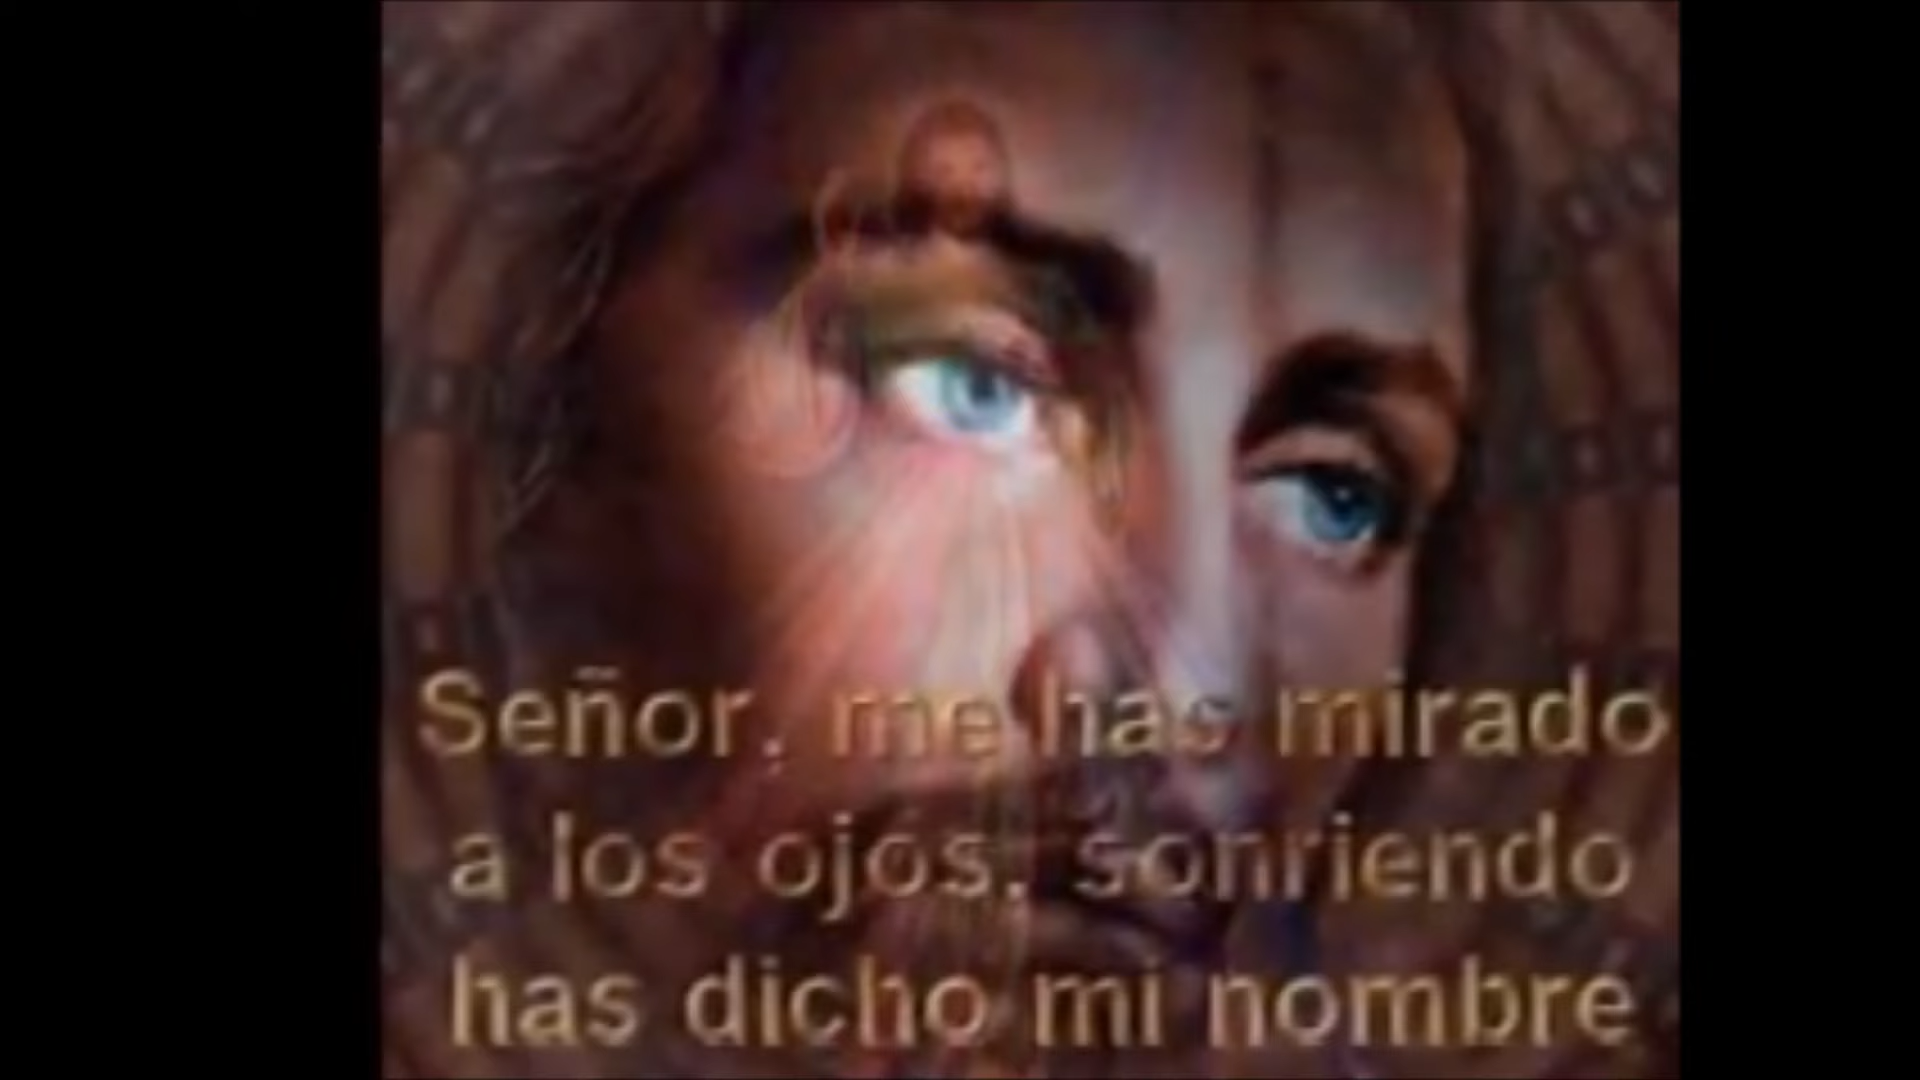 Señor, me has mirado
a los ojos, sonriendo
has dicho mi nombre